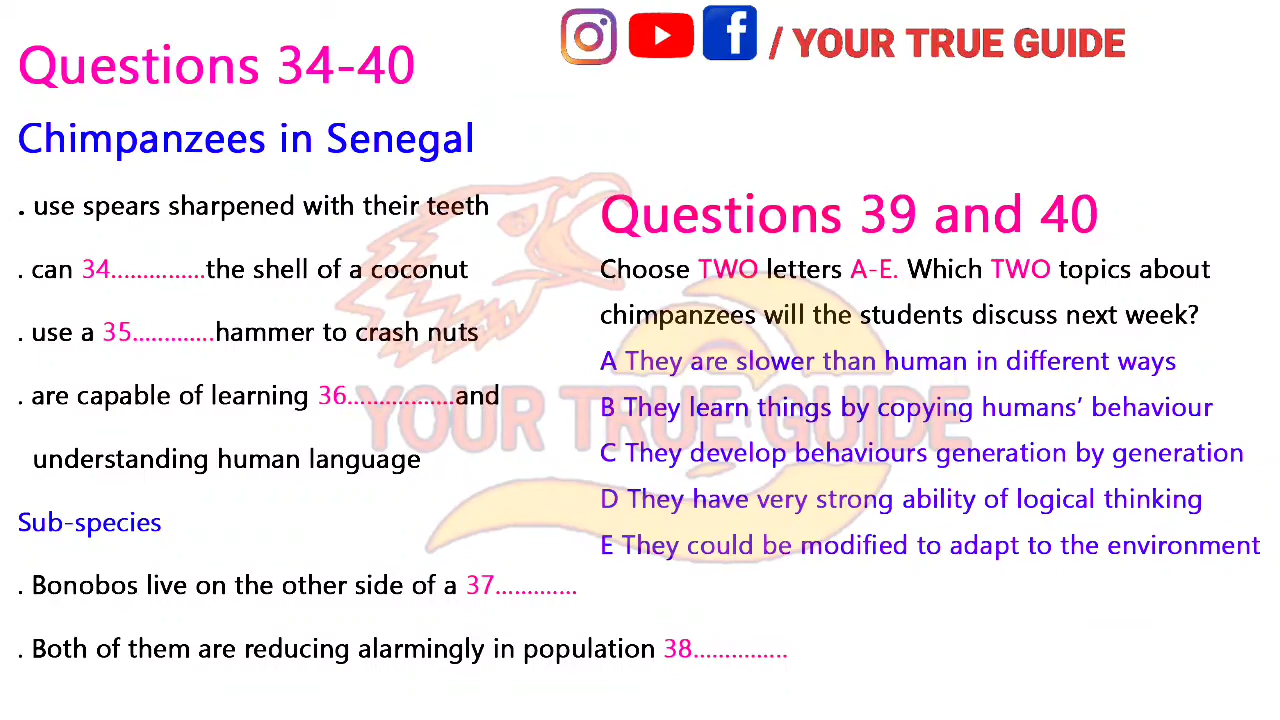 / YOUR TRUE GUIDE
Questions 34-40
Chimpanzees in Senegal
. use spears sharpened with their teeth
. can 34...............the shell of a coconut
. use a 35.............hammer to crash nuts
. are capable of learning 36.................and
understanding human language
Sub-species
. Bonobos live on the other side of a 37.............
. Both of them are reducing alarmingly in population 38...............
Questions 39 and 40
Choose TWO letters A-E. Which TWO topics about
chimpanzees will the students discuss next week?
A They are slower than human in different ways
B They learn things by copying humans’ behaviour
C They develop behaviours generation by generation
D They have very strong ability of logical thinking
E They could be modified to adapt to the environment
YOUR TRUE GUIDE